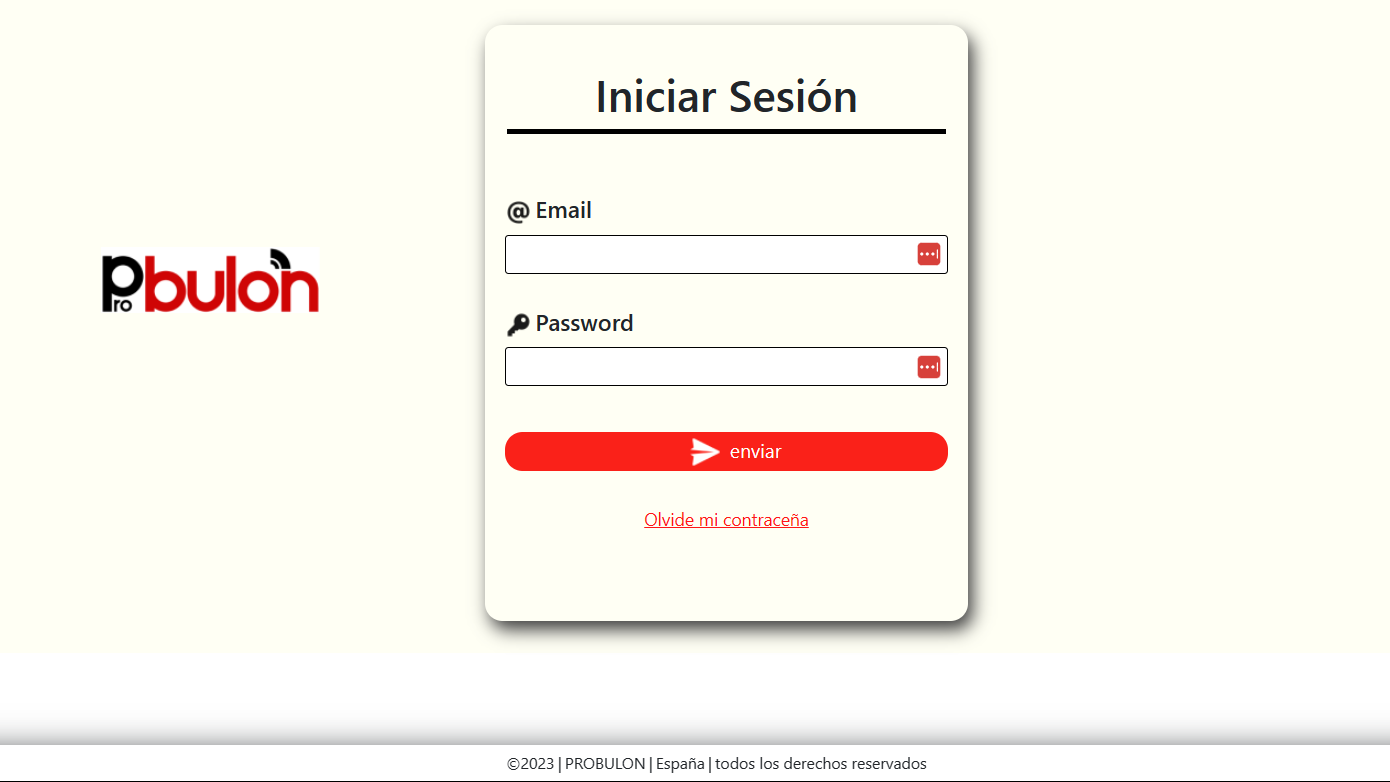 Iniciar Sesión
@ Email
Probulon
Password
enviar
Olvide mi contraceña
©2023 | PROBULON | España | todos los derechos reservados